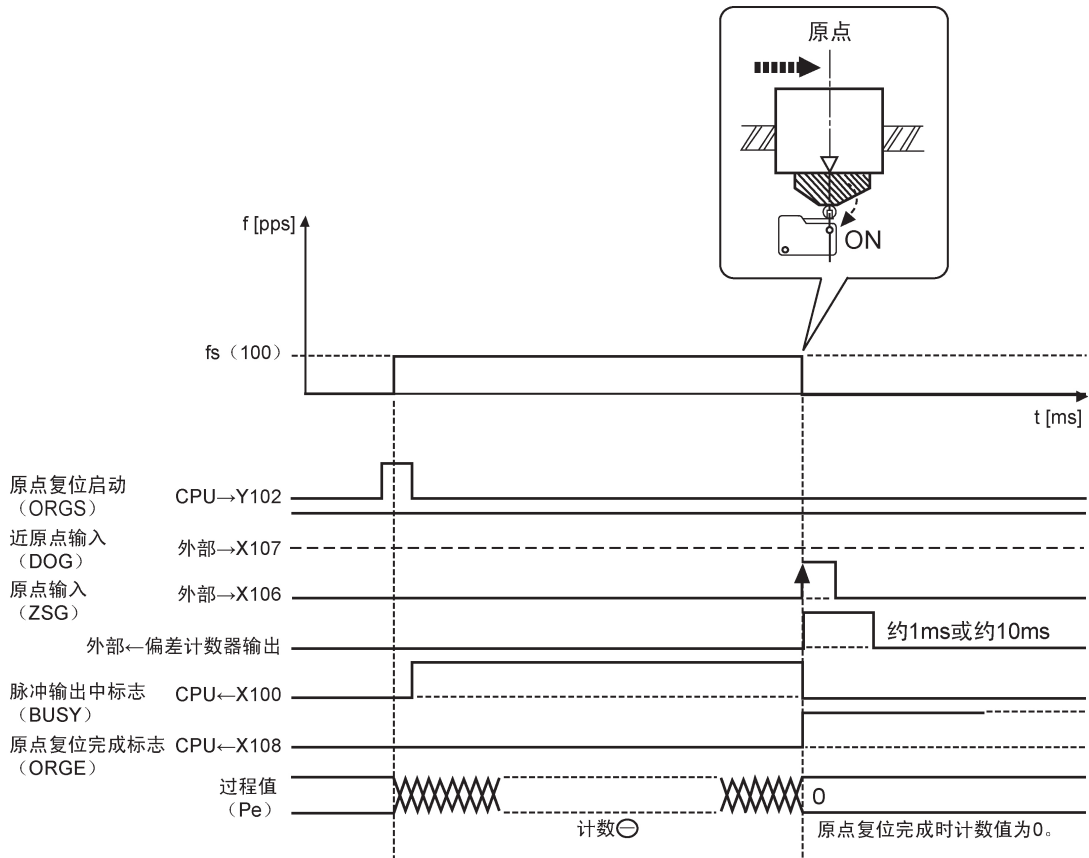 原点
ON
f [pps]
fs（100）
t [ms]
原点复位启动
（ORGS）
CPU→Y102
近原点输入
（DOG）
外部→X107
原点输入
（ZSG）
外部→X106
外部←偏差计数器输出
约1ms或约10ms
脉冲输出中标志
（BUSY）
CPU←X100
原点复位完成标志
（ORGE）
CPU←X108
过程值
（Pe）
0
计数⊖
原点复位完成时计数值为0。